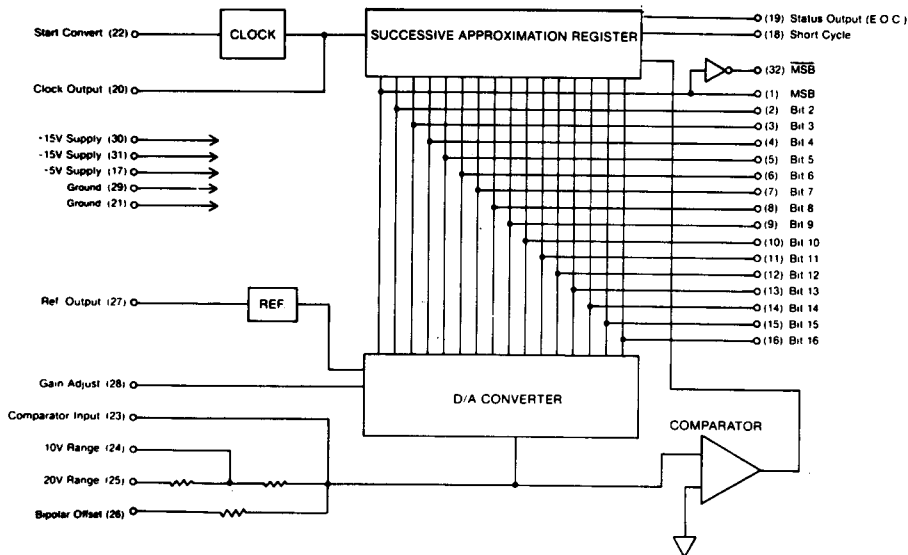 Start Convert (22)
CLOCK
SUCCESSIVE APPROXIMATION REGISTER
(19) Status Output (E O C)
(18) Short Cycle
Clock Output (20)
(32) MSB
(1) MSB
(2) Bit 2
(3) Bit 3
(4) Bit 4
(5) Bit 5
(6) Bit 6
(7) Bit 7
(8) Bit 8
(9) Bit 9
(10) Bit 10
(11) Bit 11
(12) Bit 12
(13) Bit 13
(14) Bit 14
(15) Bit 15
(16) Bit 16
-15V Supply (30)
-15V Supply (31)
-5V Supply (17)
Ground (29)
Ground (21)
Ref Output (27)
REF
Gain Adjust (28)
D/A CONVERTER
Comparator Input (23)
COMPARATOR
10V Range (24)
20V Range (25)
Bipolar Offset (26)